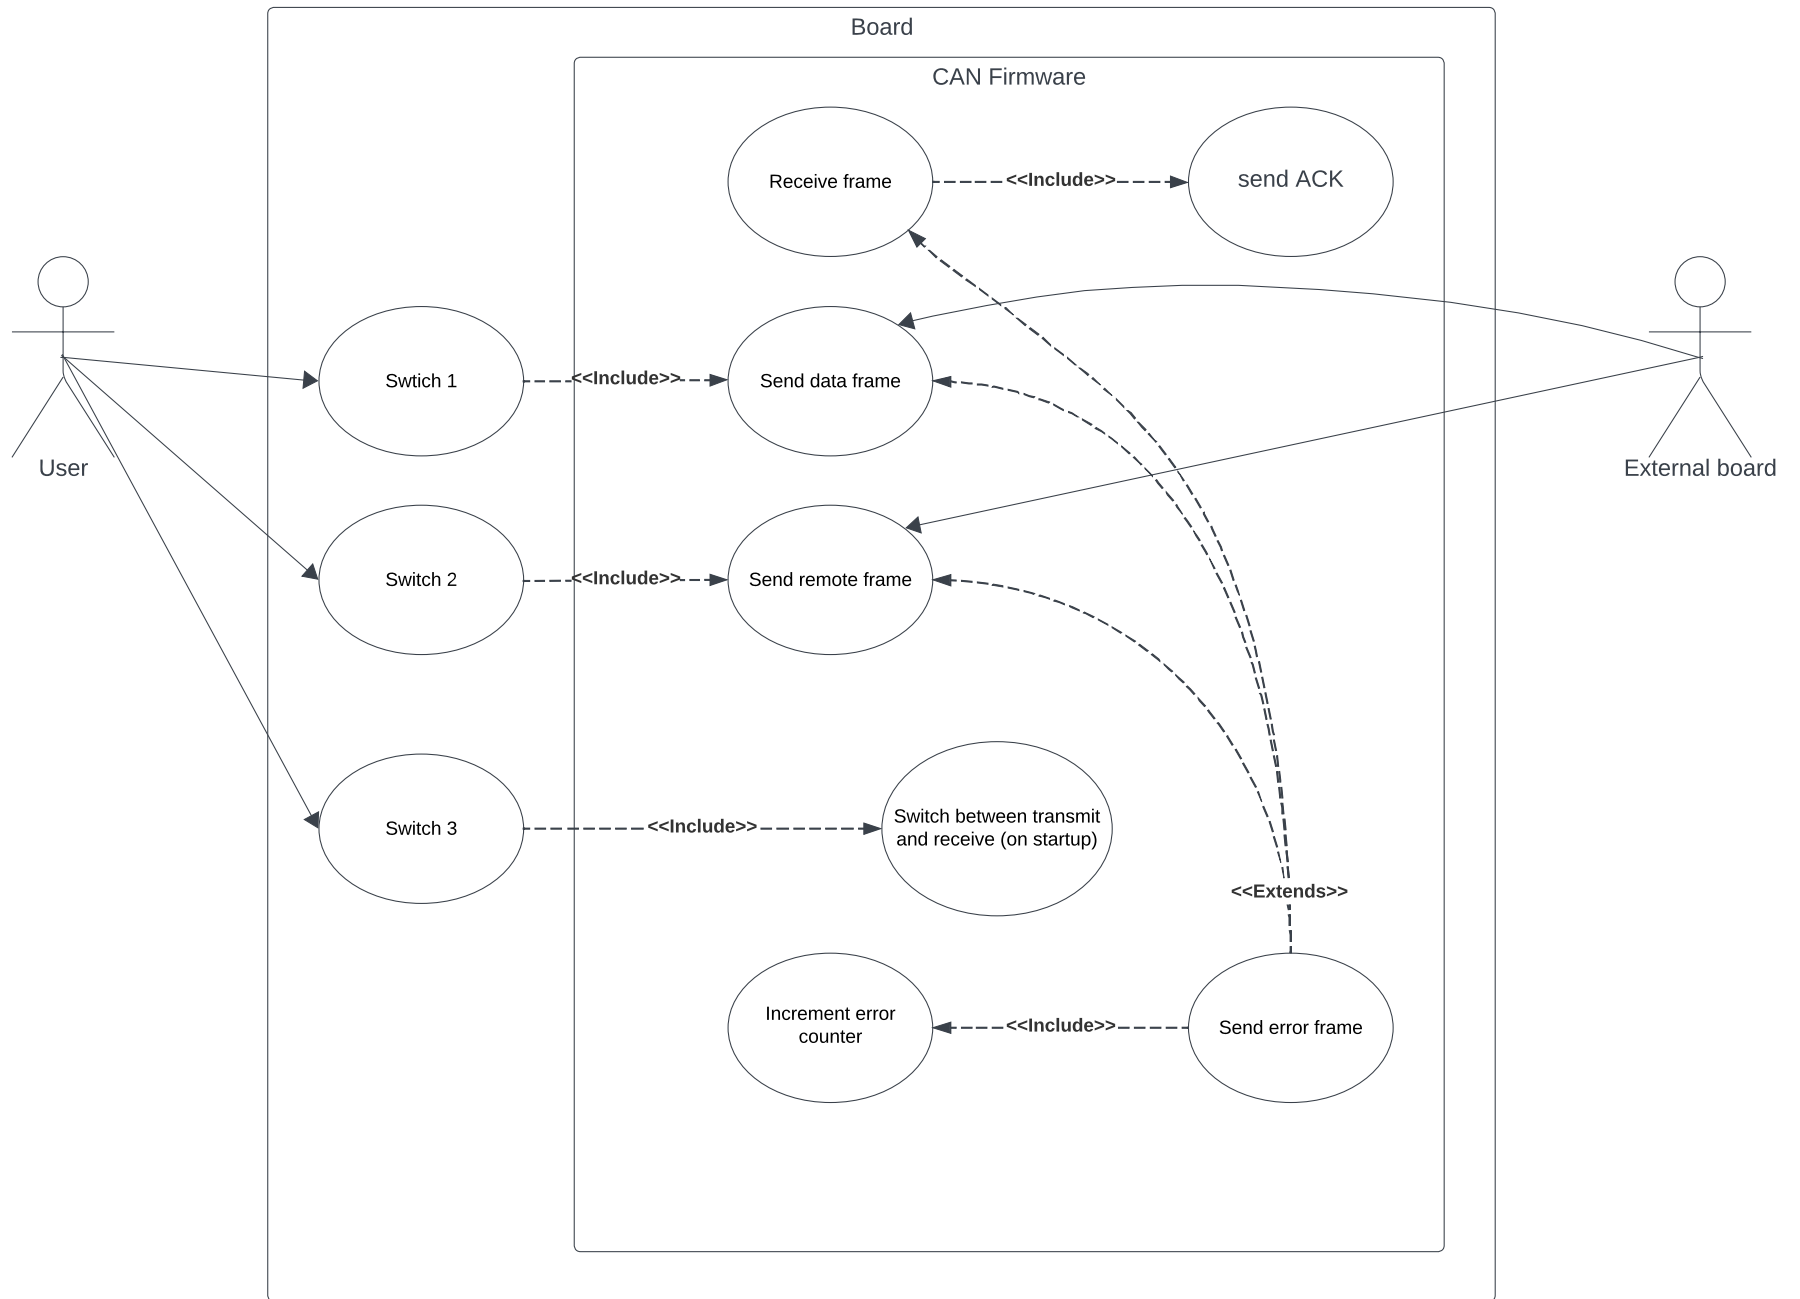 Board
CAN Firmware
Receive frame
<<Include>>
send ACK
Swtich 1
<<Include>>
Send data frame
User
External board
Switch 2
<<Include>>
Send remote frame
Switch 3
<<Include>>
Switch between transmit
and receive (on startup)
<<Extends>>
Increment error
counter
<<Include>>
Send error frame